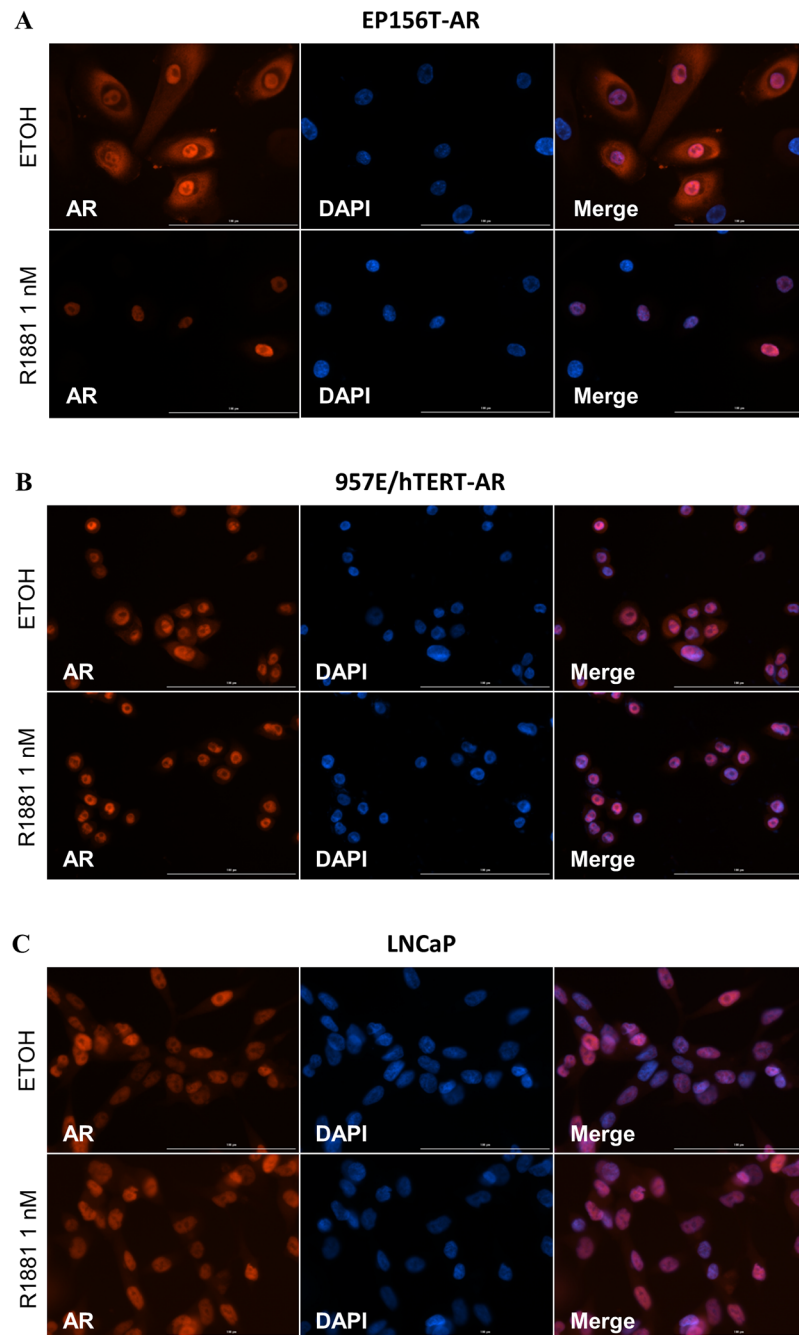 A
EP156T-AR
ETOH
AR
DAPI
Merge
R1881 1 nM
AR
DAPI
Merge
B
957E/hTERT-AR
ETOH
AR
DAPI
Merge
R1881 1 nM
AR
DAPI
Merge
C
LNCaP
ETOH
AR
DAPI
Merge
R1881 1 nM
AR
DAPI
Merge